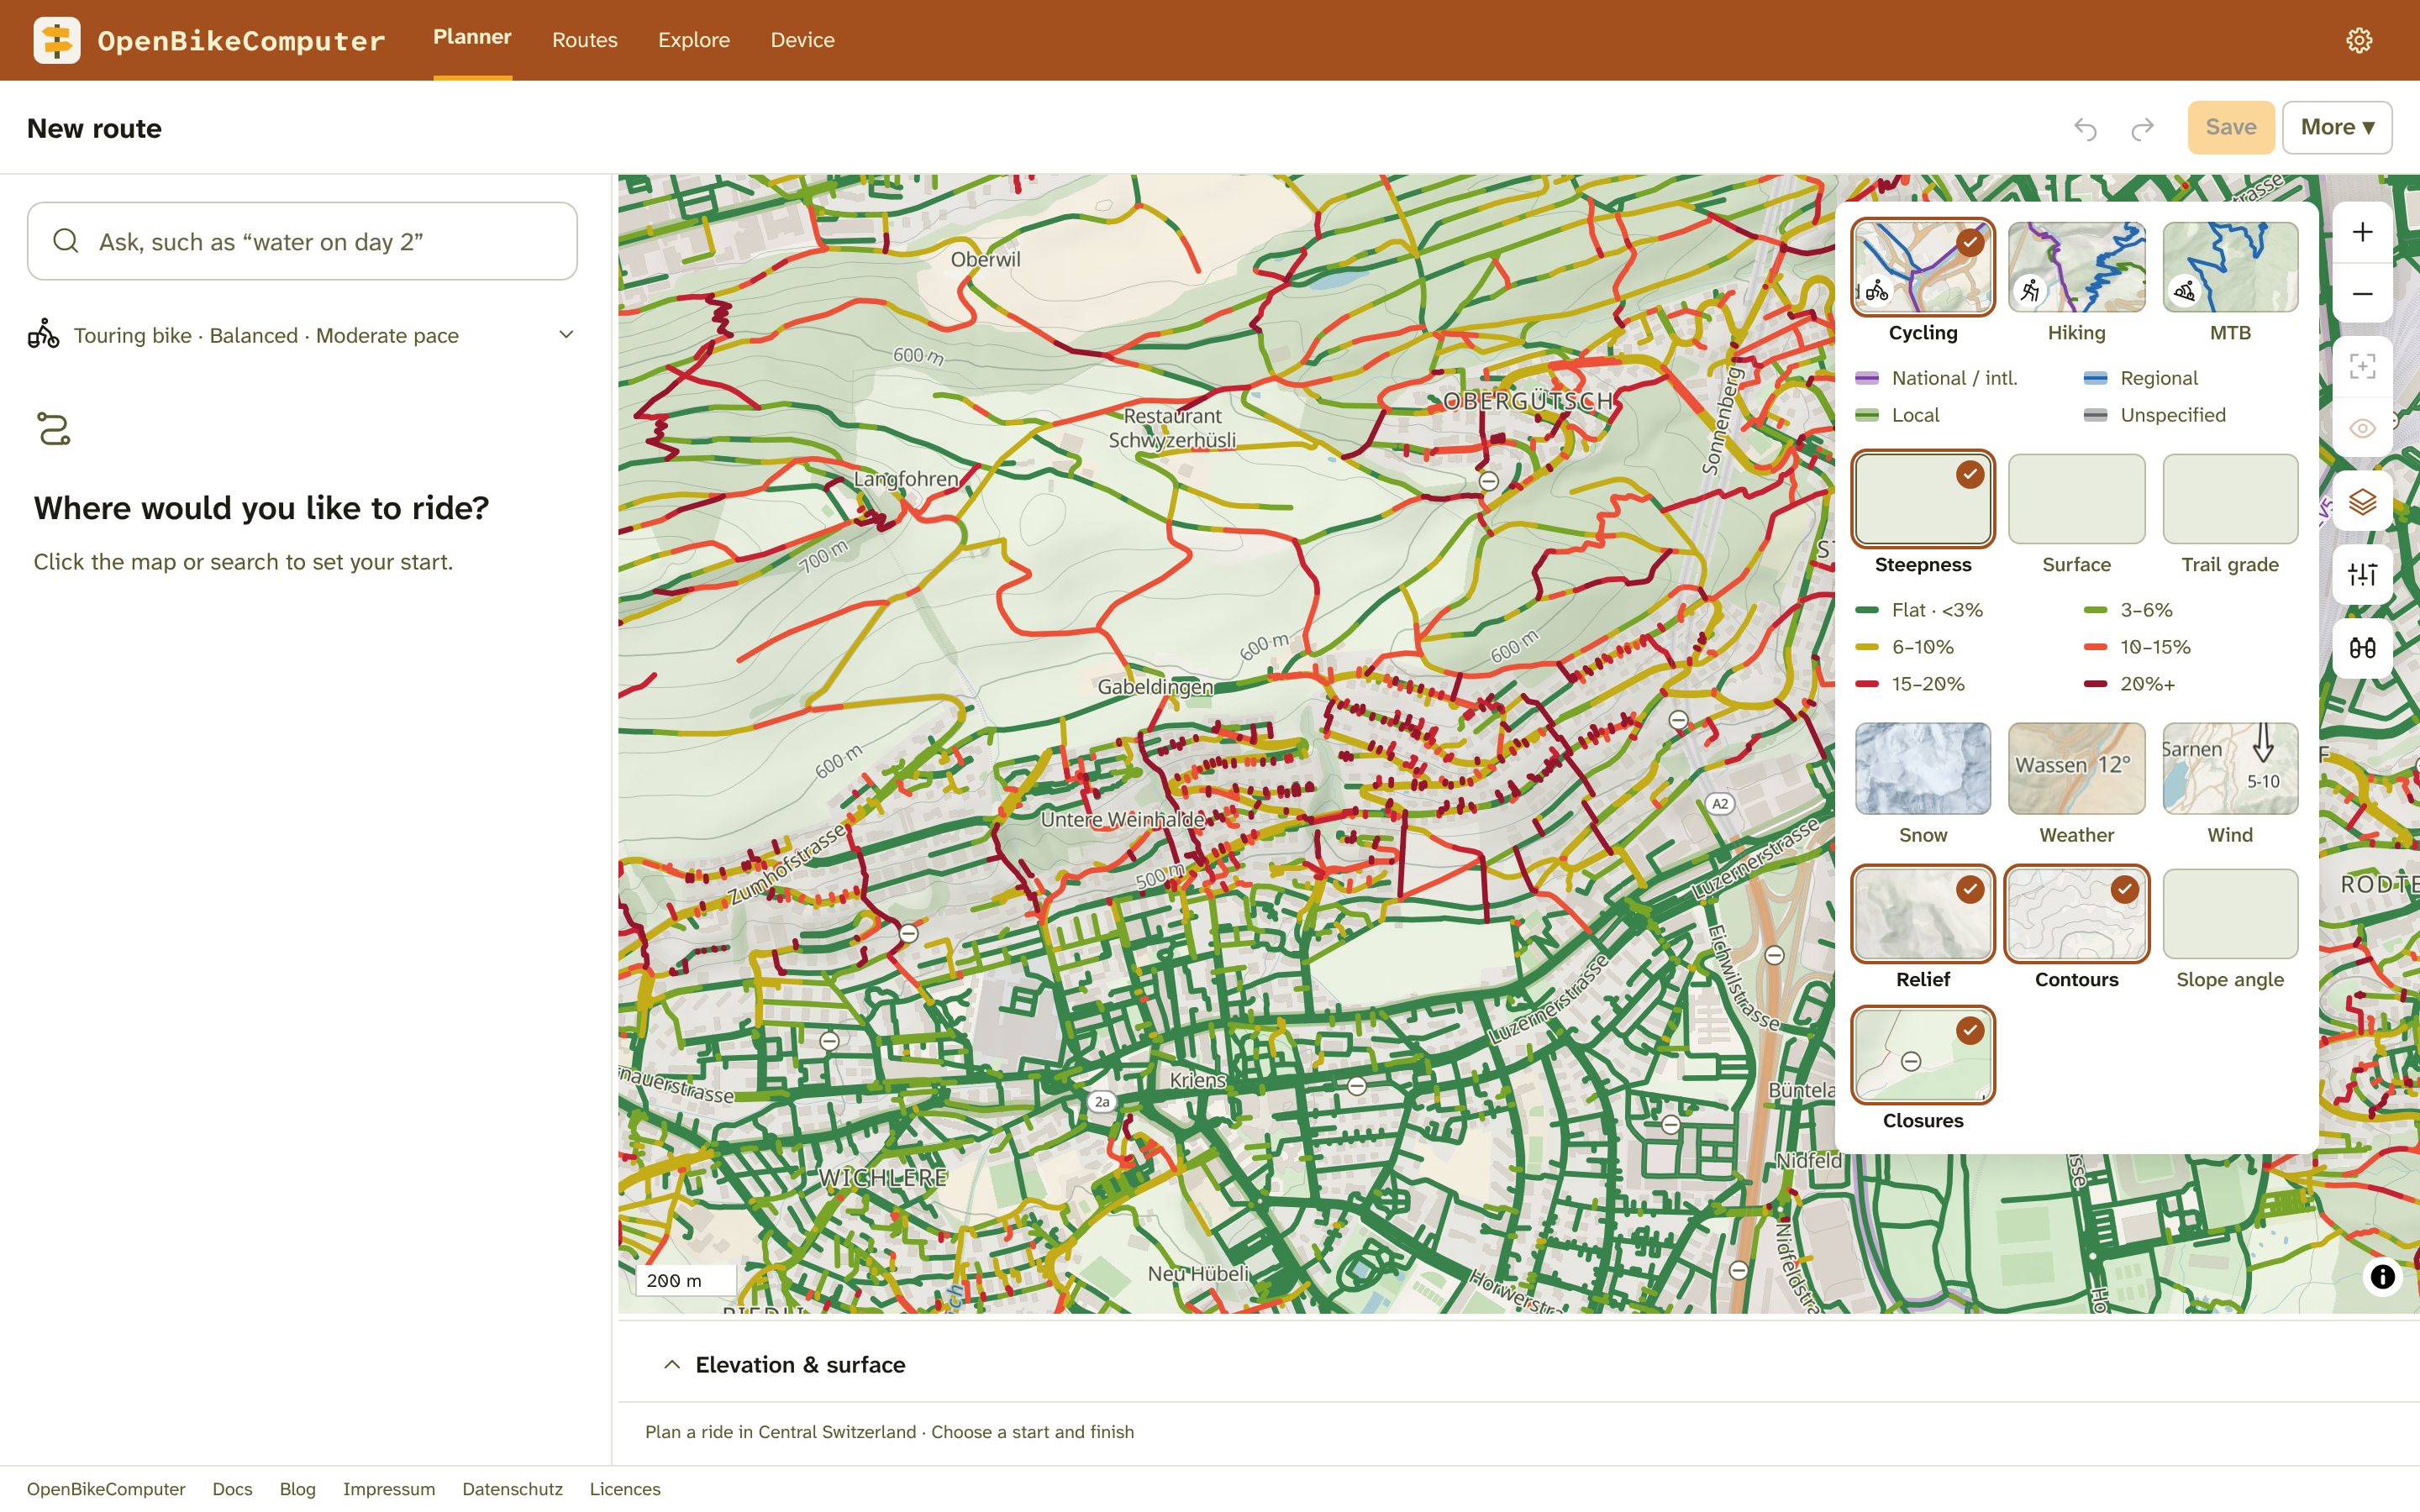 OpenBikeComputer
Planner
Routes
Explore
Device
New route
Save
More ▾
Ask, such as “water on day 2”
Touring bike · Balanced · Moderate pace
Where would you like to ride?
Click the map or search to set your start.
Oberwil
600 m
Restaurant
Schwyzerhüsli
OBERGÜTSCH
Sonnenberg
Langfohren
700 m
600 m
600 m
Gabeldingen
600 m
Untere Weinhalde
A2
Zumhofstrasse
500 m
Luzernerstrasse
Eichwilstrasse
Luzernerstrasse
Kriens
2a
WICHLERE
Nidfeld
Neu Hübeli
200 m
Cycling
Hiking
MTB
National / intl.
Regional
Local
Unspecified
Steepness
Surface
Trail grade
Flat · <3%
3–6%
6–10%
10–15%
15–20%
20%+
Sarnen
Wassen 12°
5-10
Snow
Weather
Wind
Relief
Contours
Slope angle
Closures
Elevation & surface
Plan a ride in Central Switzerland · Choose a start and finish
OpenBikeComputer
Docs
Blog
Impressum
Datenschutz
Licences